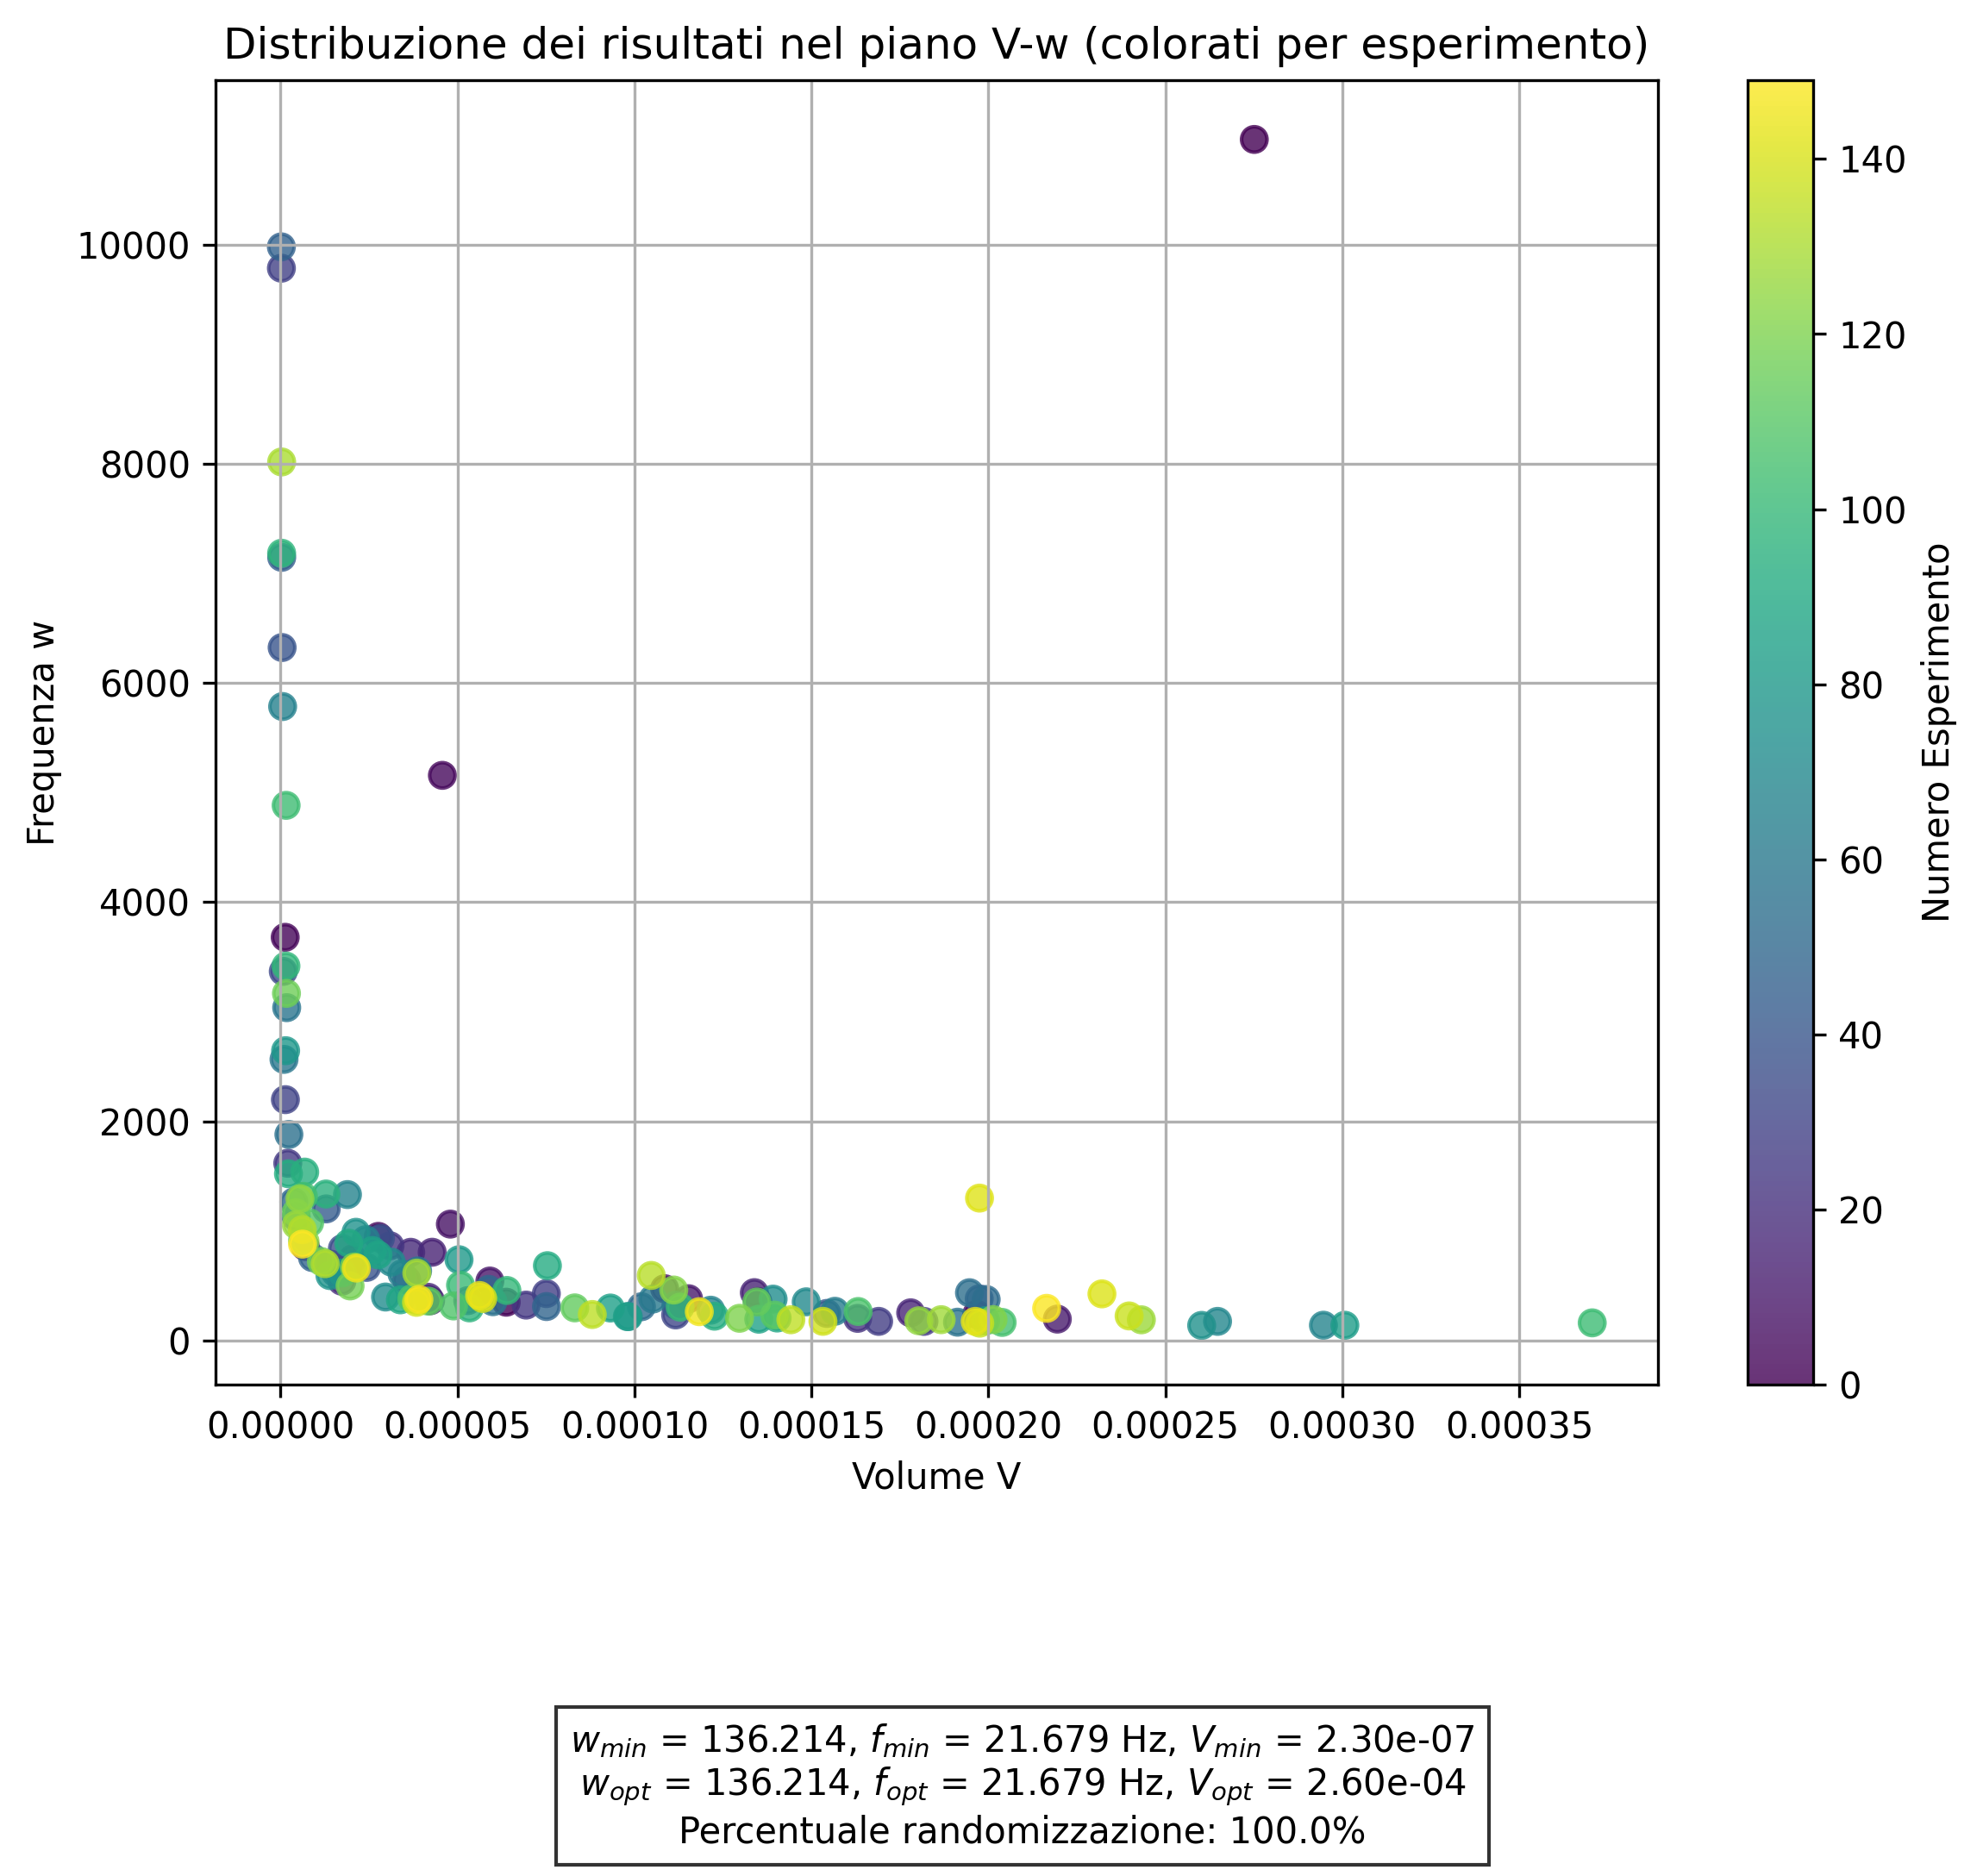 Distribuzione dei risultati nel piano V-w (colorati per esperimento)
Frequenza w
10000
8000
6000
4000
2000
0
0.00000 0.00005 0.00010 0.00015 0.00020 0.00025 0.00030 0.00035
Volume V
140
120
100
80
60
40
20
0
Numero Esperimento
w_min = 136.214, f_min = 21.679 Hz, V_min = 2.30e-07
w_opt = 136.214, f_opt = 21.679 Hz, V_opt = 2.60e-04
Percentuale randomizzazione: 100.0%